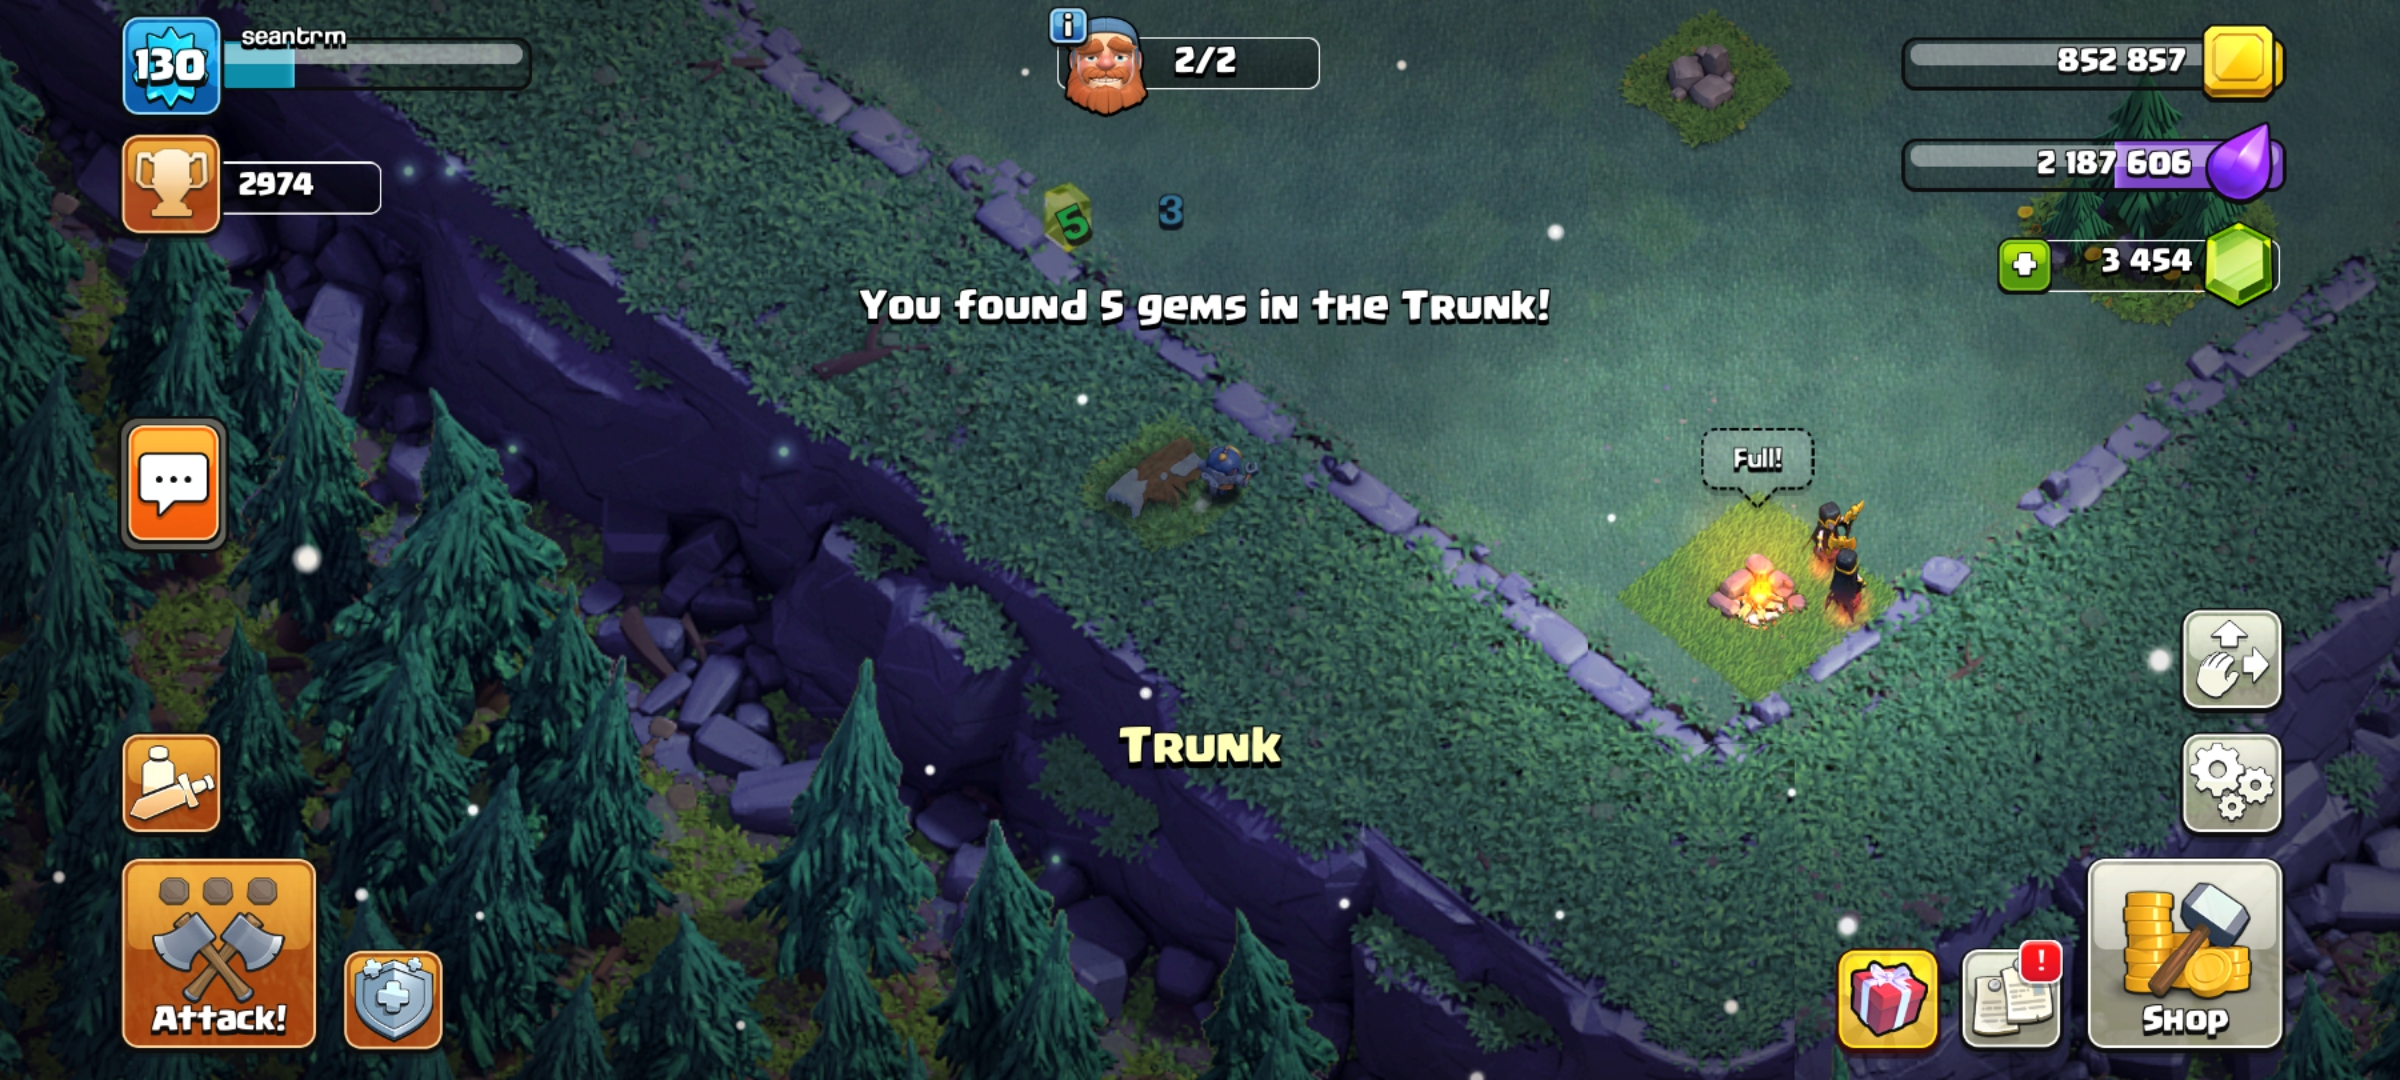 130
seantrm
i
2/2
852 857
2974
2 187 606
5
3
3 454
You found 5 gems in the Trunk!
Full!
Trunk
!
Attack!
Shop